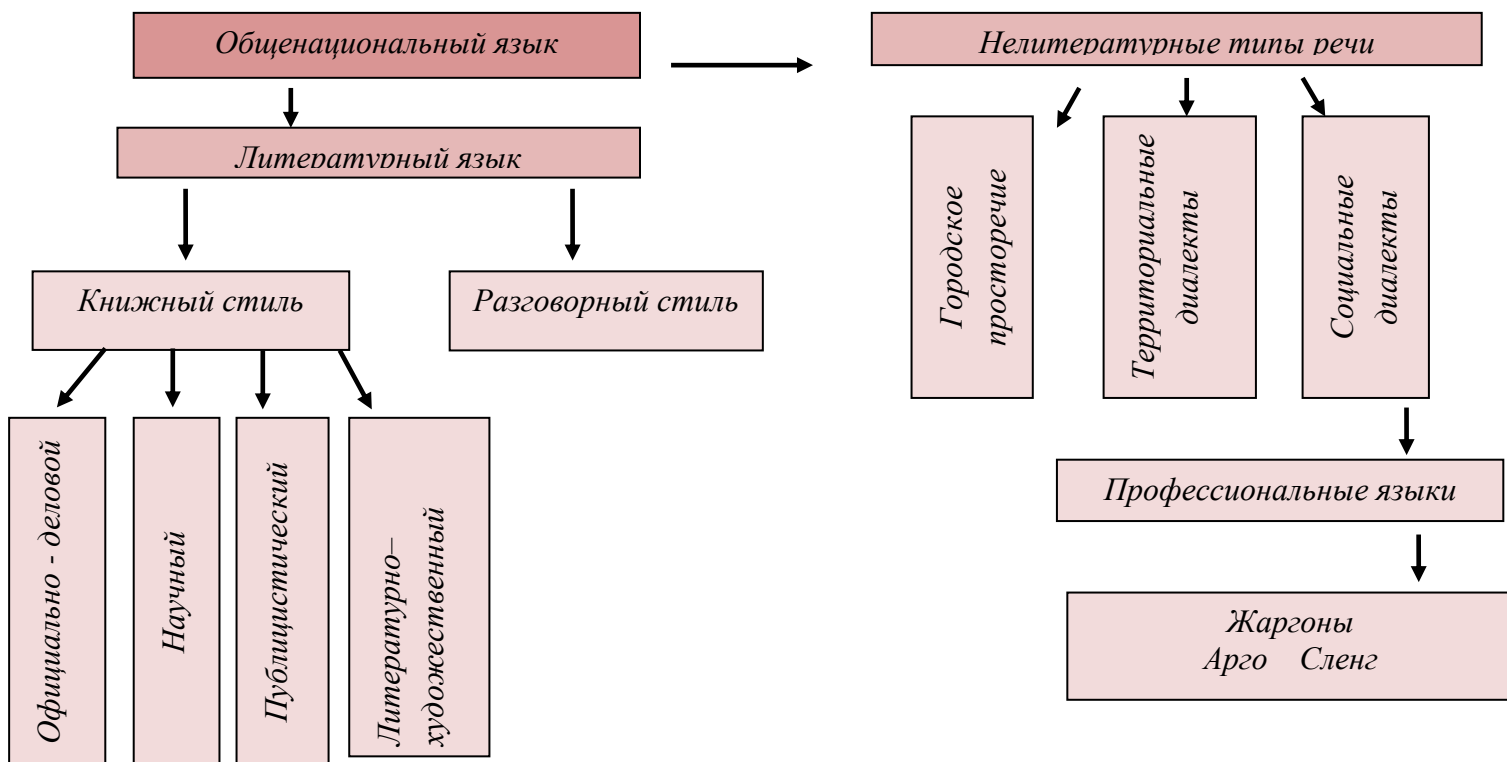 Общенациональный язык
Нелитературные типы речи
Литературный язык
Городское
просторечие
Территориальные
диалекты
Социальные
диалекты
Книжный стиль
Разговорный стиль
Официально - деловой
Научный
Публицистический
Литературно–
художественный
Профессиональные языки
Жаргоны
Арго Сленг